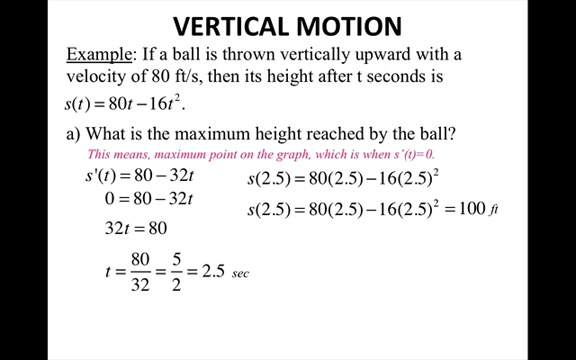 VERTICAL MOTION
Example: If a ball is thrown vertically upward with a
velocity of 80 ft/s, then its height after t seconds is
s(t) = 80t − 16t².
a) What is the maximum height reached by the ball?
This means, maximum point on the graph, which is when s'(t)=0.
s'(t) = 80 − 32t
0 = 80 − 32t
32t = 80
t = 80/32 = 5/2 = 2.5 sec
s(2.5) = 80(2.5) − 16(2.5)²
s(2.5) = 80(2.5) − 16(2.5)² = 100 ft